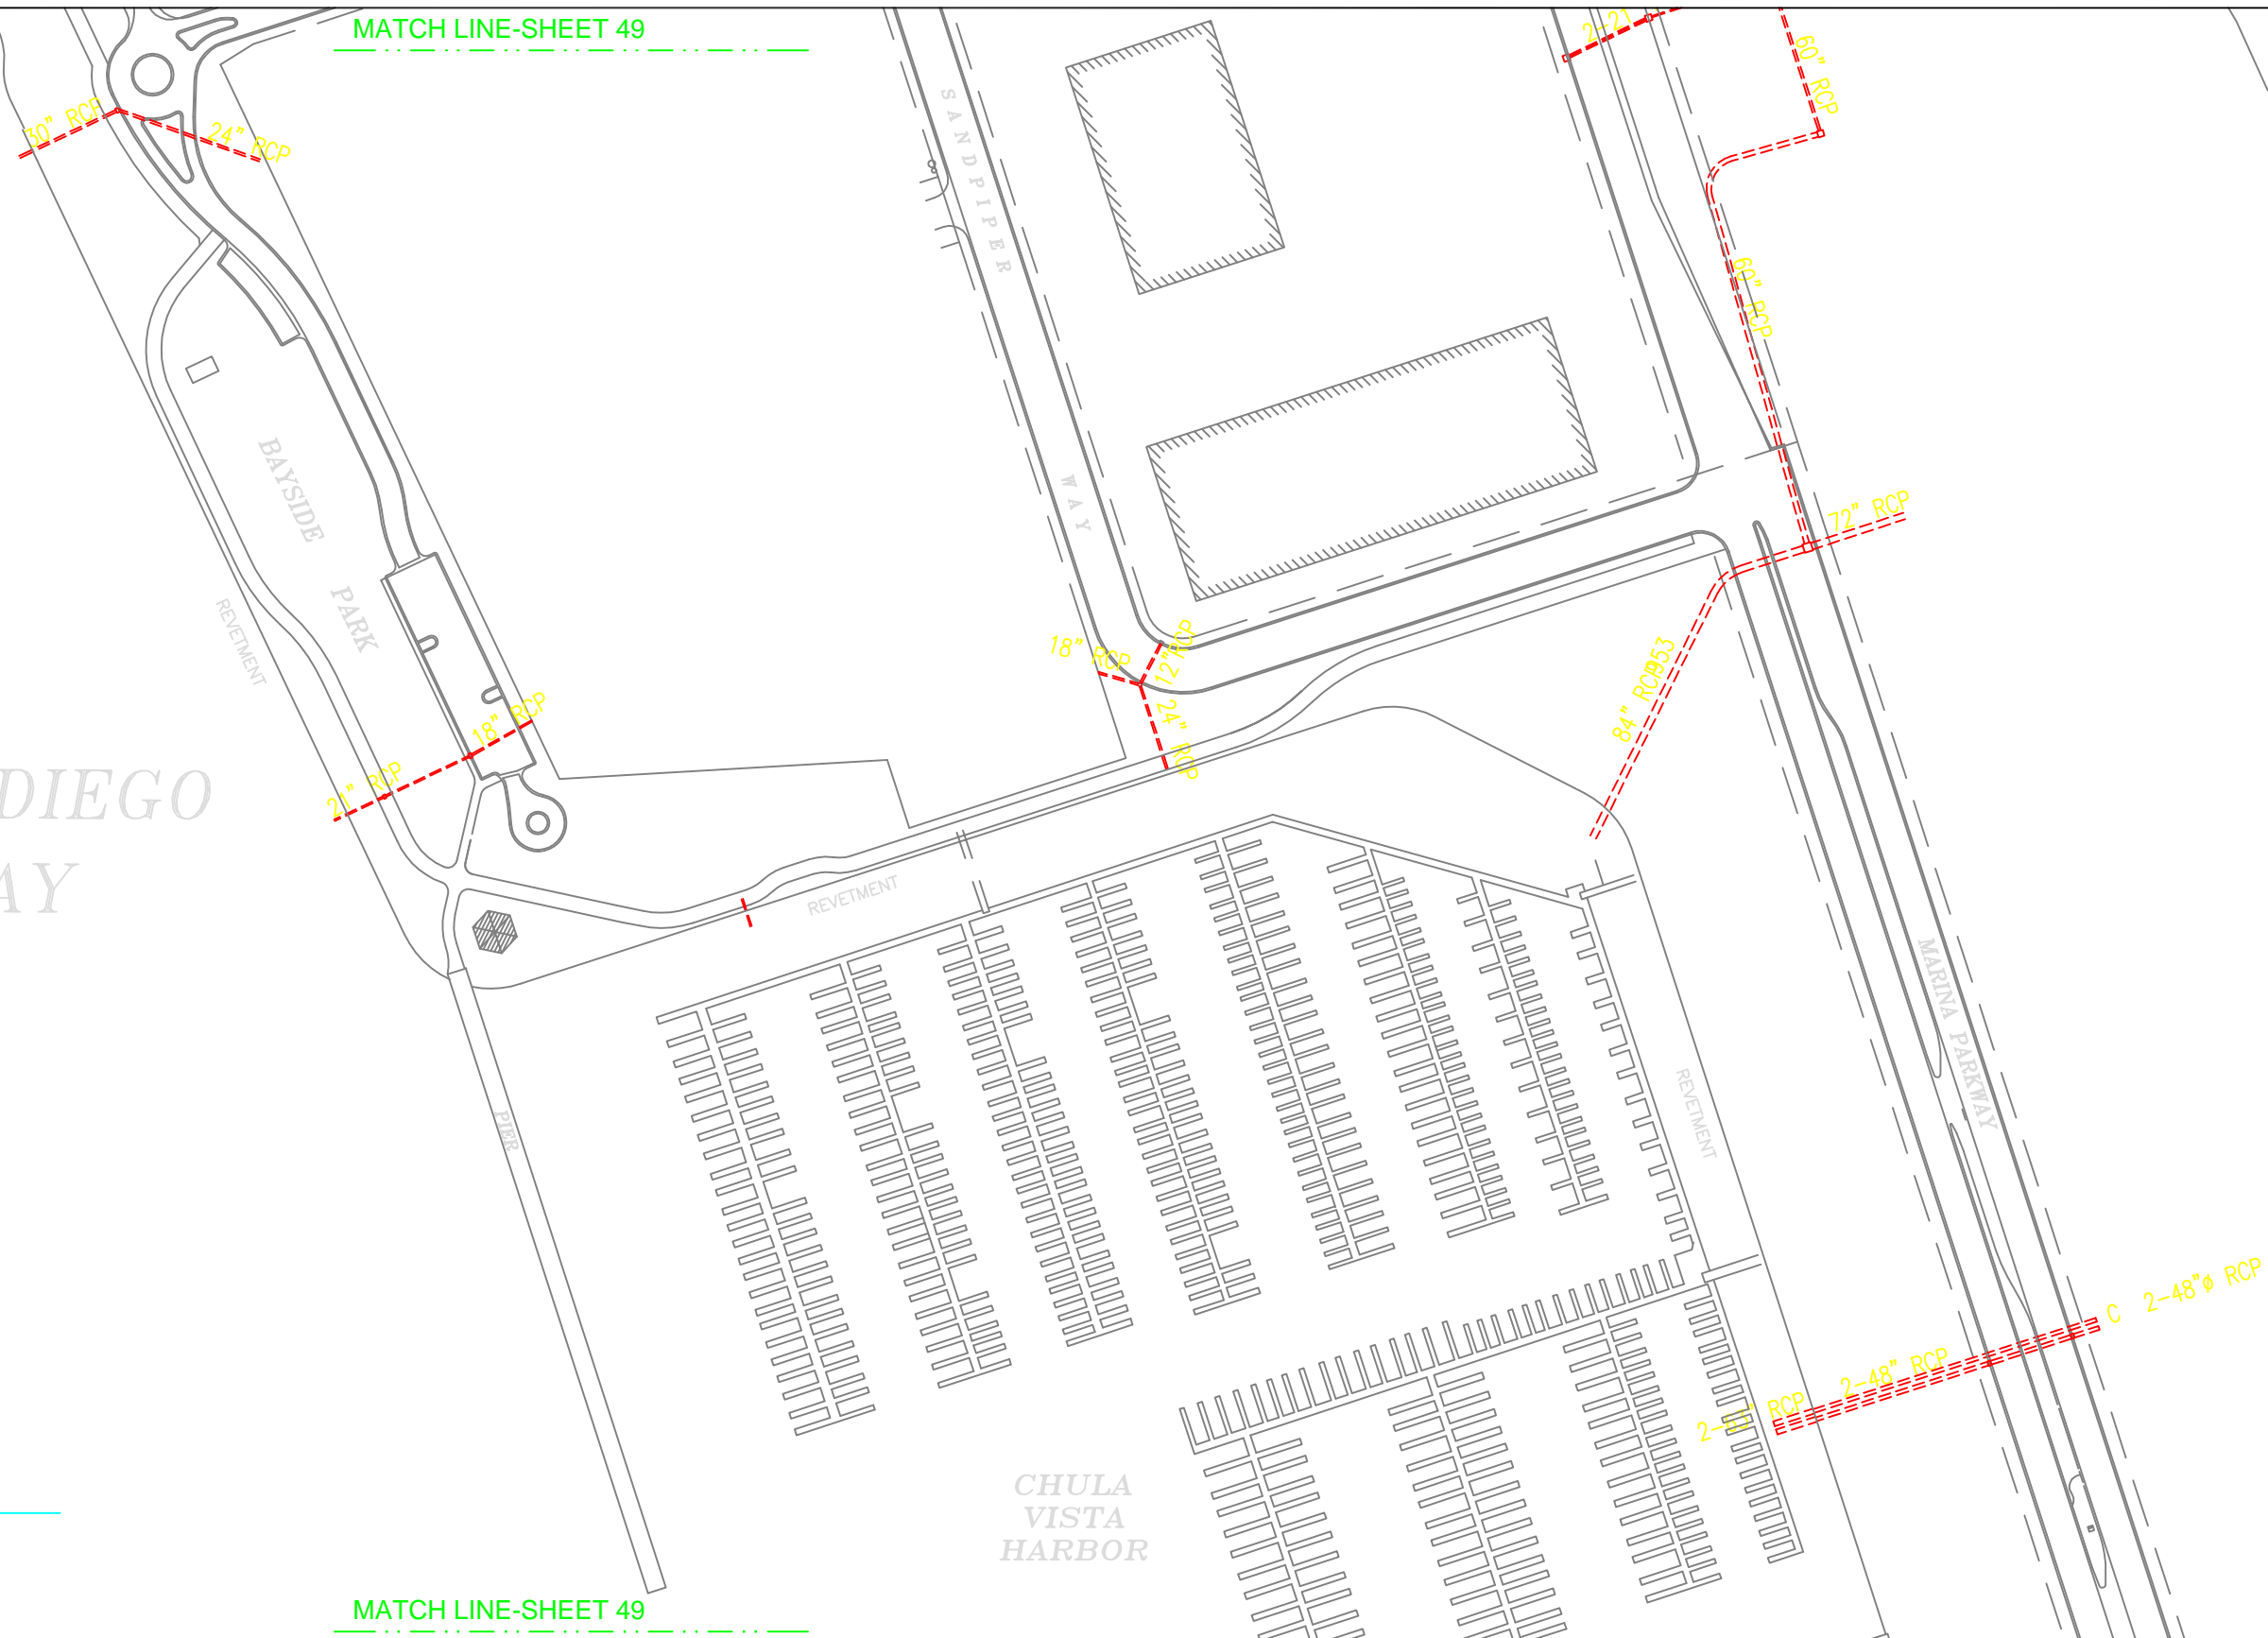 MATCH LINE-SHEET 49
2-21
60" RCP
30" RCP
24" RCP
SANDPIPER
WAY
60" RCP
BAYSIDE
PARK
REVETMENT
72" RCP
18" RCP
12" RCP
24" RCP
84" RCP
18" RCP
21" RCP
DIEGO
AY
REVETMENT
MARINA PARKWAY
REVETMENT
PIER
C 2-48"ϕ RCP
2-48" RCP
RCP
CHULA
VISTA
HARBOR
MATCH LINE-SHEET 49